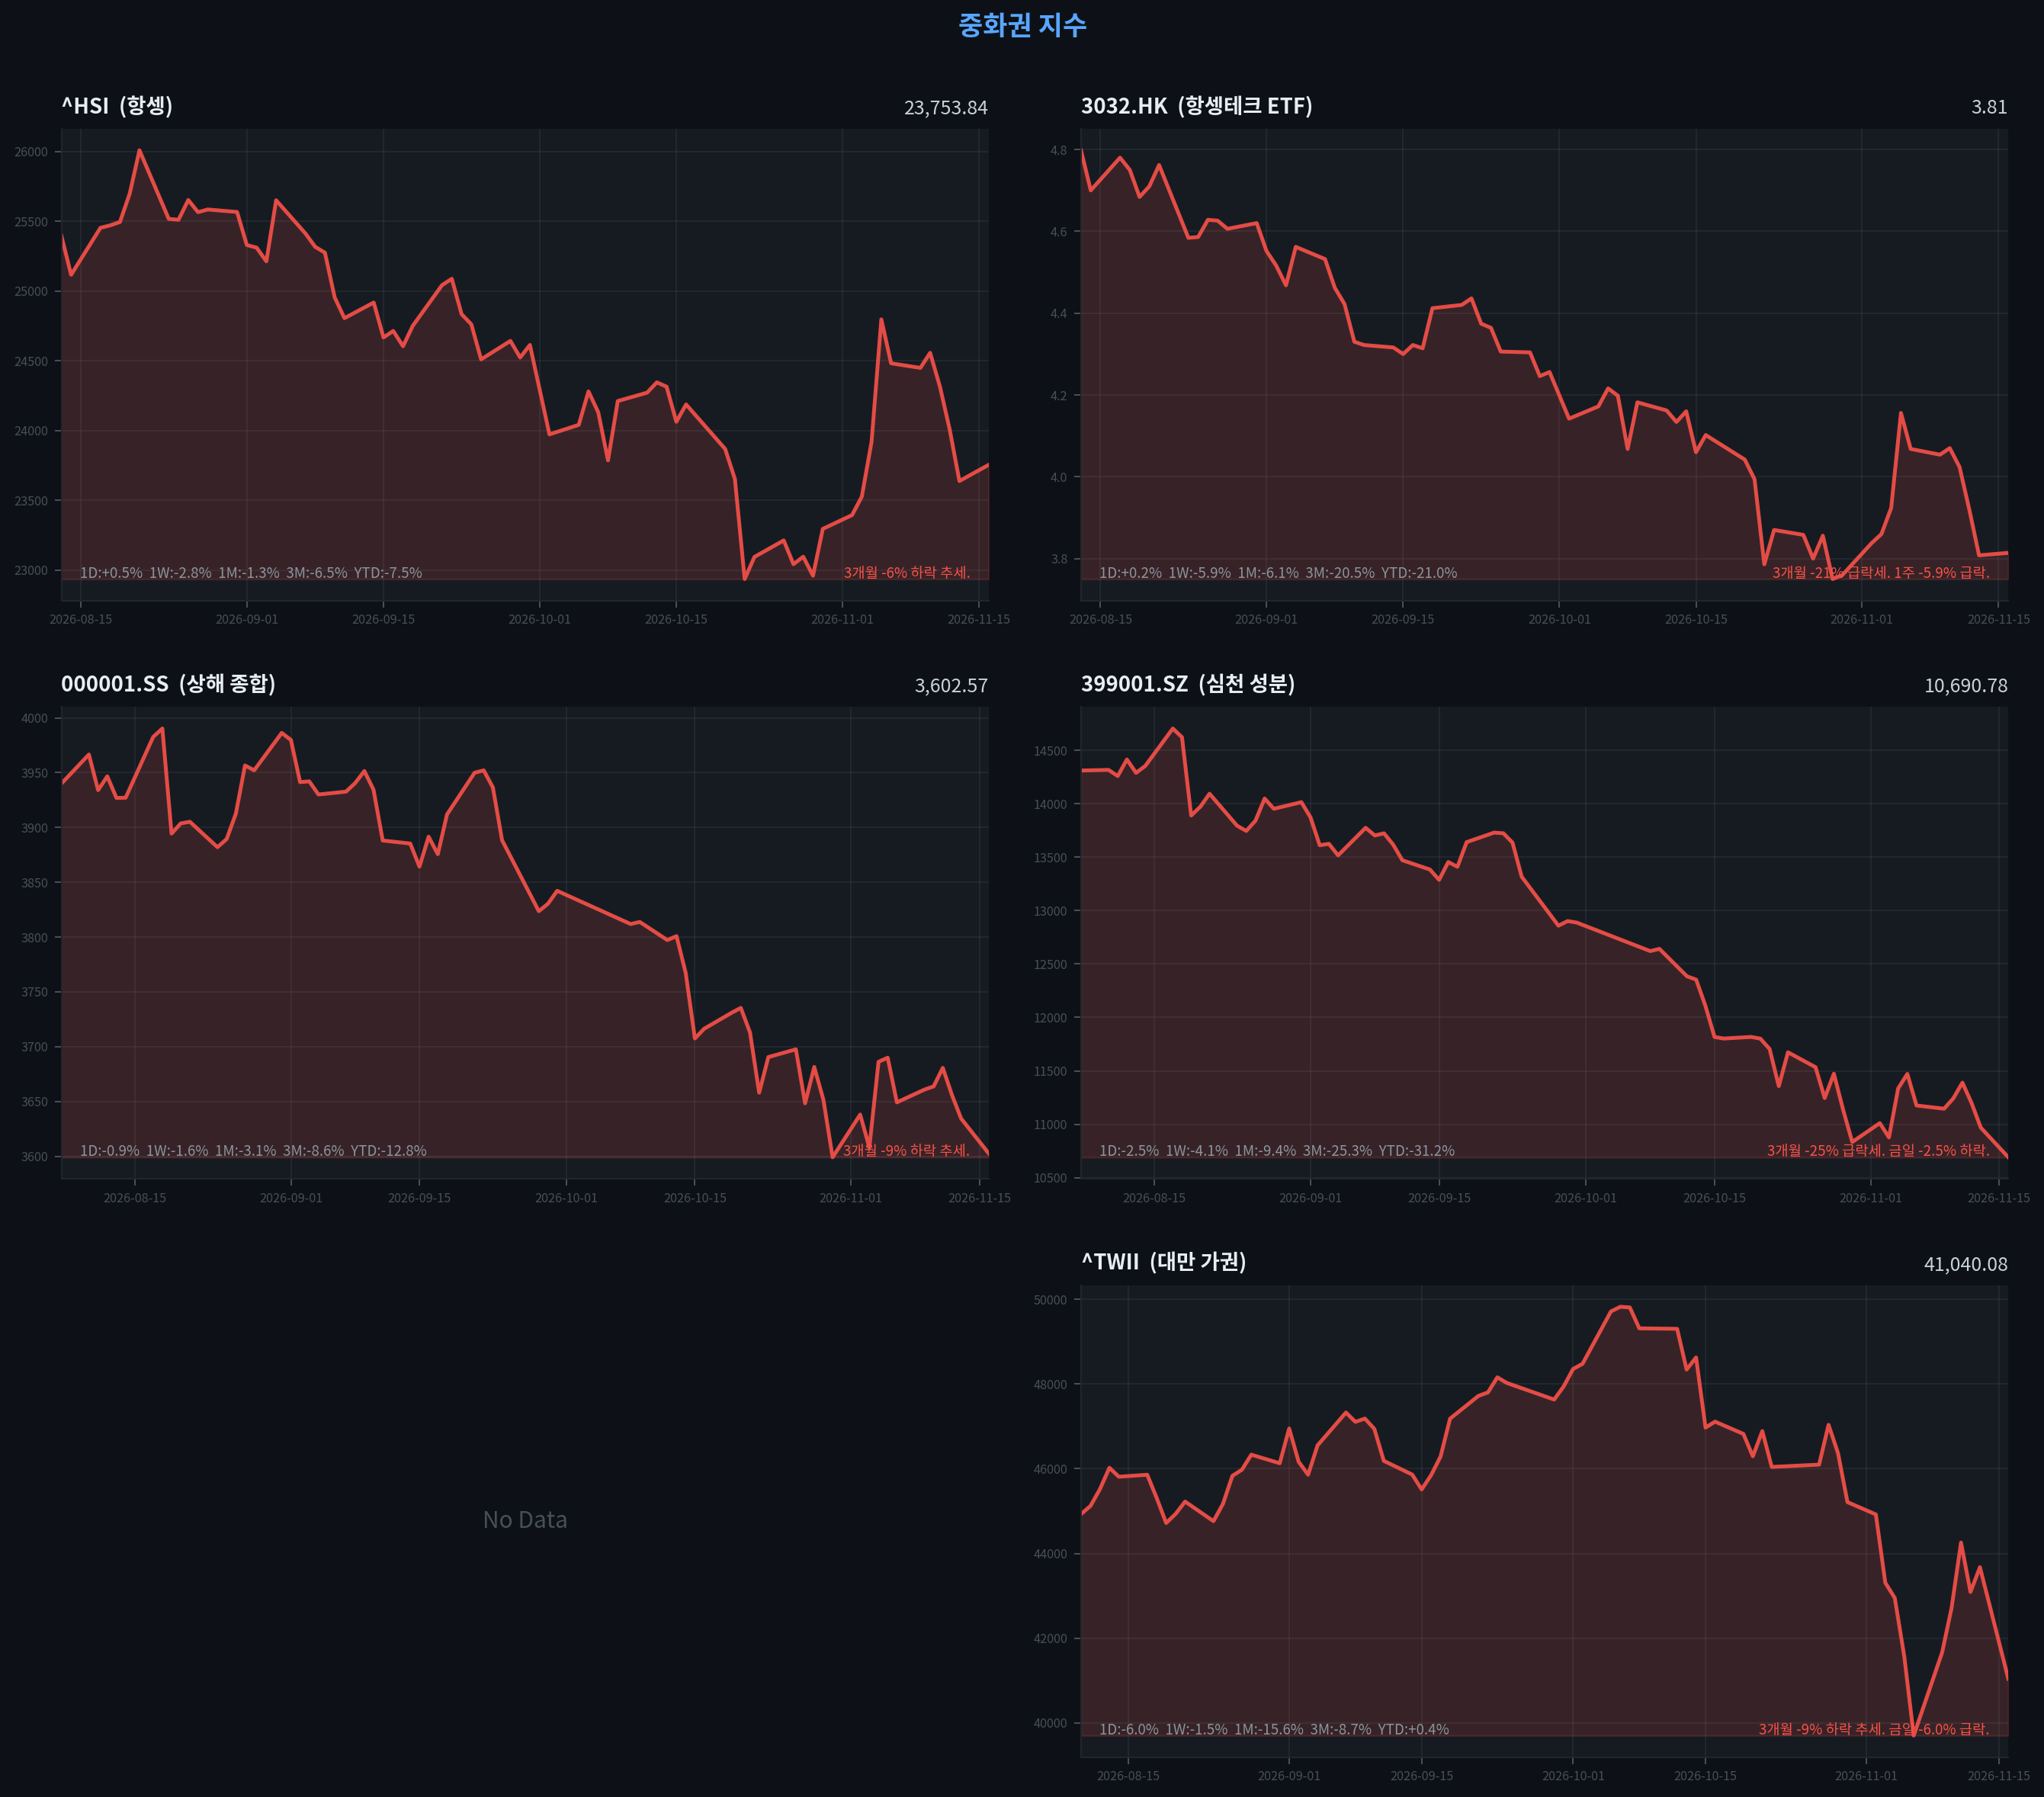 중화권 지수
^HSI (항셍)
23,753.84
26000
25500
25000
24500
24000
23500
23000
1D:+0.5% 1W:-2.8% 1M:-1.3% 3M:-6.5% YTD:-7.5%
3개월 -6% 하락 추세.
2026-08-15 2026-09-01 2026-09-15 2026-10-01 2026-10-15 2026-11-01 2026-11-15
3032.HK (항셍테크 ETF)
3.81
4.8
4.6
4.4
4.2
4.0
3.8
1D:+0.2% 1W:-5.9% 1M:-6.1% 3M:-20.5% YTD:-21.0%
3개월 -21% 급락세. 1주 -5.9% 급락.
2026-08-15 2026-09-01 2026-09-15 2026-10-01 2026-10-15 2026-11-01 2026-11-15
000001.SS (상해 종합)
3,602.57
4000
3950
3900
3850
3800
3750
3700
3650
3600
1D:-0.9% 1W:-1.6% 1M:-3.1% 3M:-8.6% YTD:-12.8%
3개월 -9% 하락 추세.
2026-08-15 2026-09-01 2026-09-15 2026-10-01 2026-10-15 2026-11-01 2026-11-15
399001.SZ (심천 성분)
10,690.78
14500
14000
13500
13000
12500
12000
11500
11000
10500
1D:-2.5% 1W:-4.1% 1M:-9.4% 3M:-25.3% YTD:-31.2%
3개월 -25% 급락세. 금일 -2.5% 하락.
2026-08-15 2026-09-01 2026-09-15 2026-10-01 2026-10-15 2026-11-01 2026-11-15
No Data
^TWII (대만 가권)
41,040.08
50000
48000
46000
44000
42000
40000
1D:-6.0% 1W:-1.5% 1M:-15.6% 3M:-8.7% YTD:+0.4%
3개월 -9% 하락 추세. 금일 -6.0% 급락.
2026-08-15 2026-09-01 2026-09-15 2026-10-01 2026-10-15 2026-11-01 2026-11-15